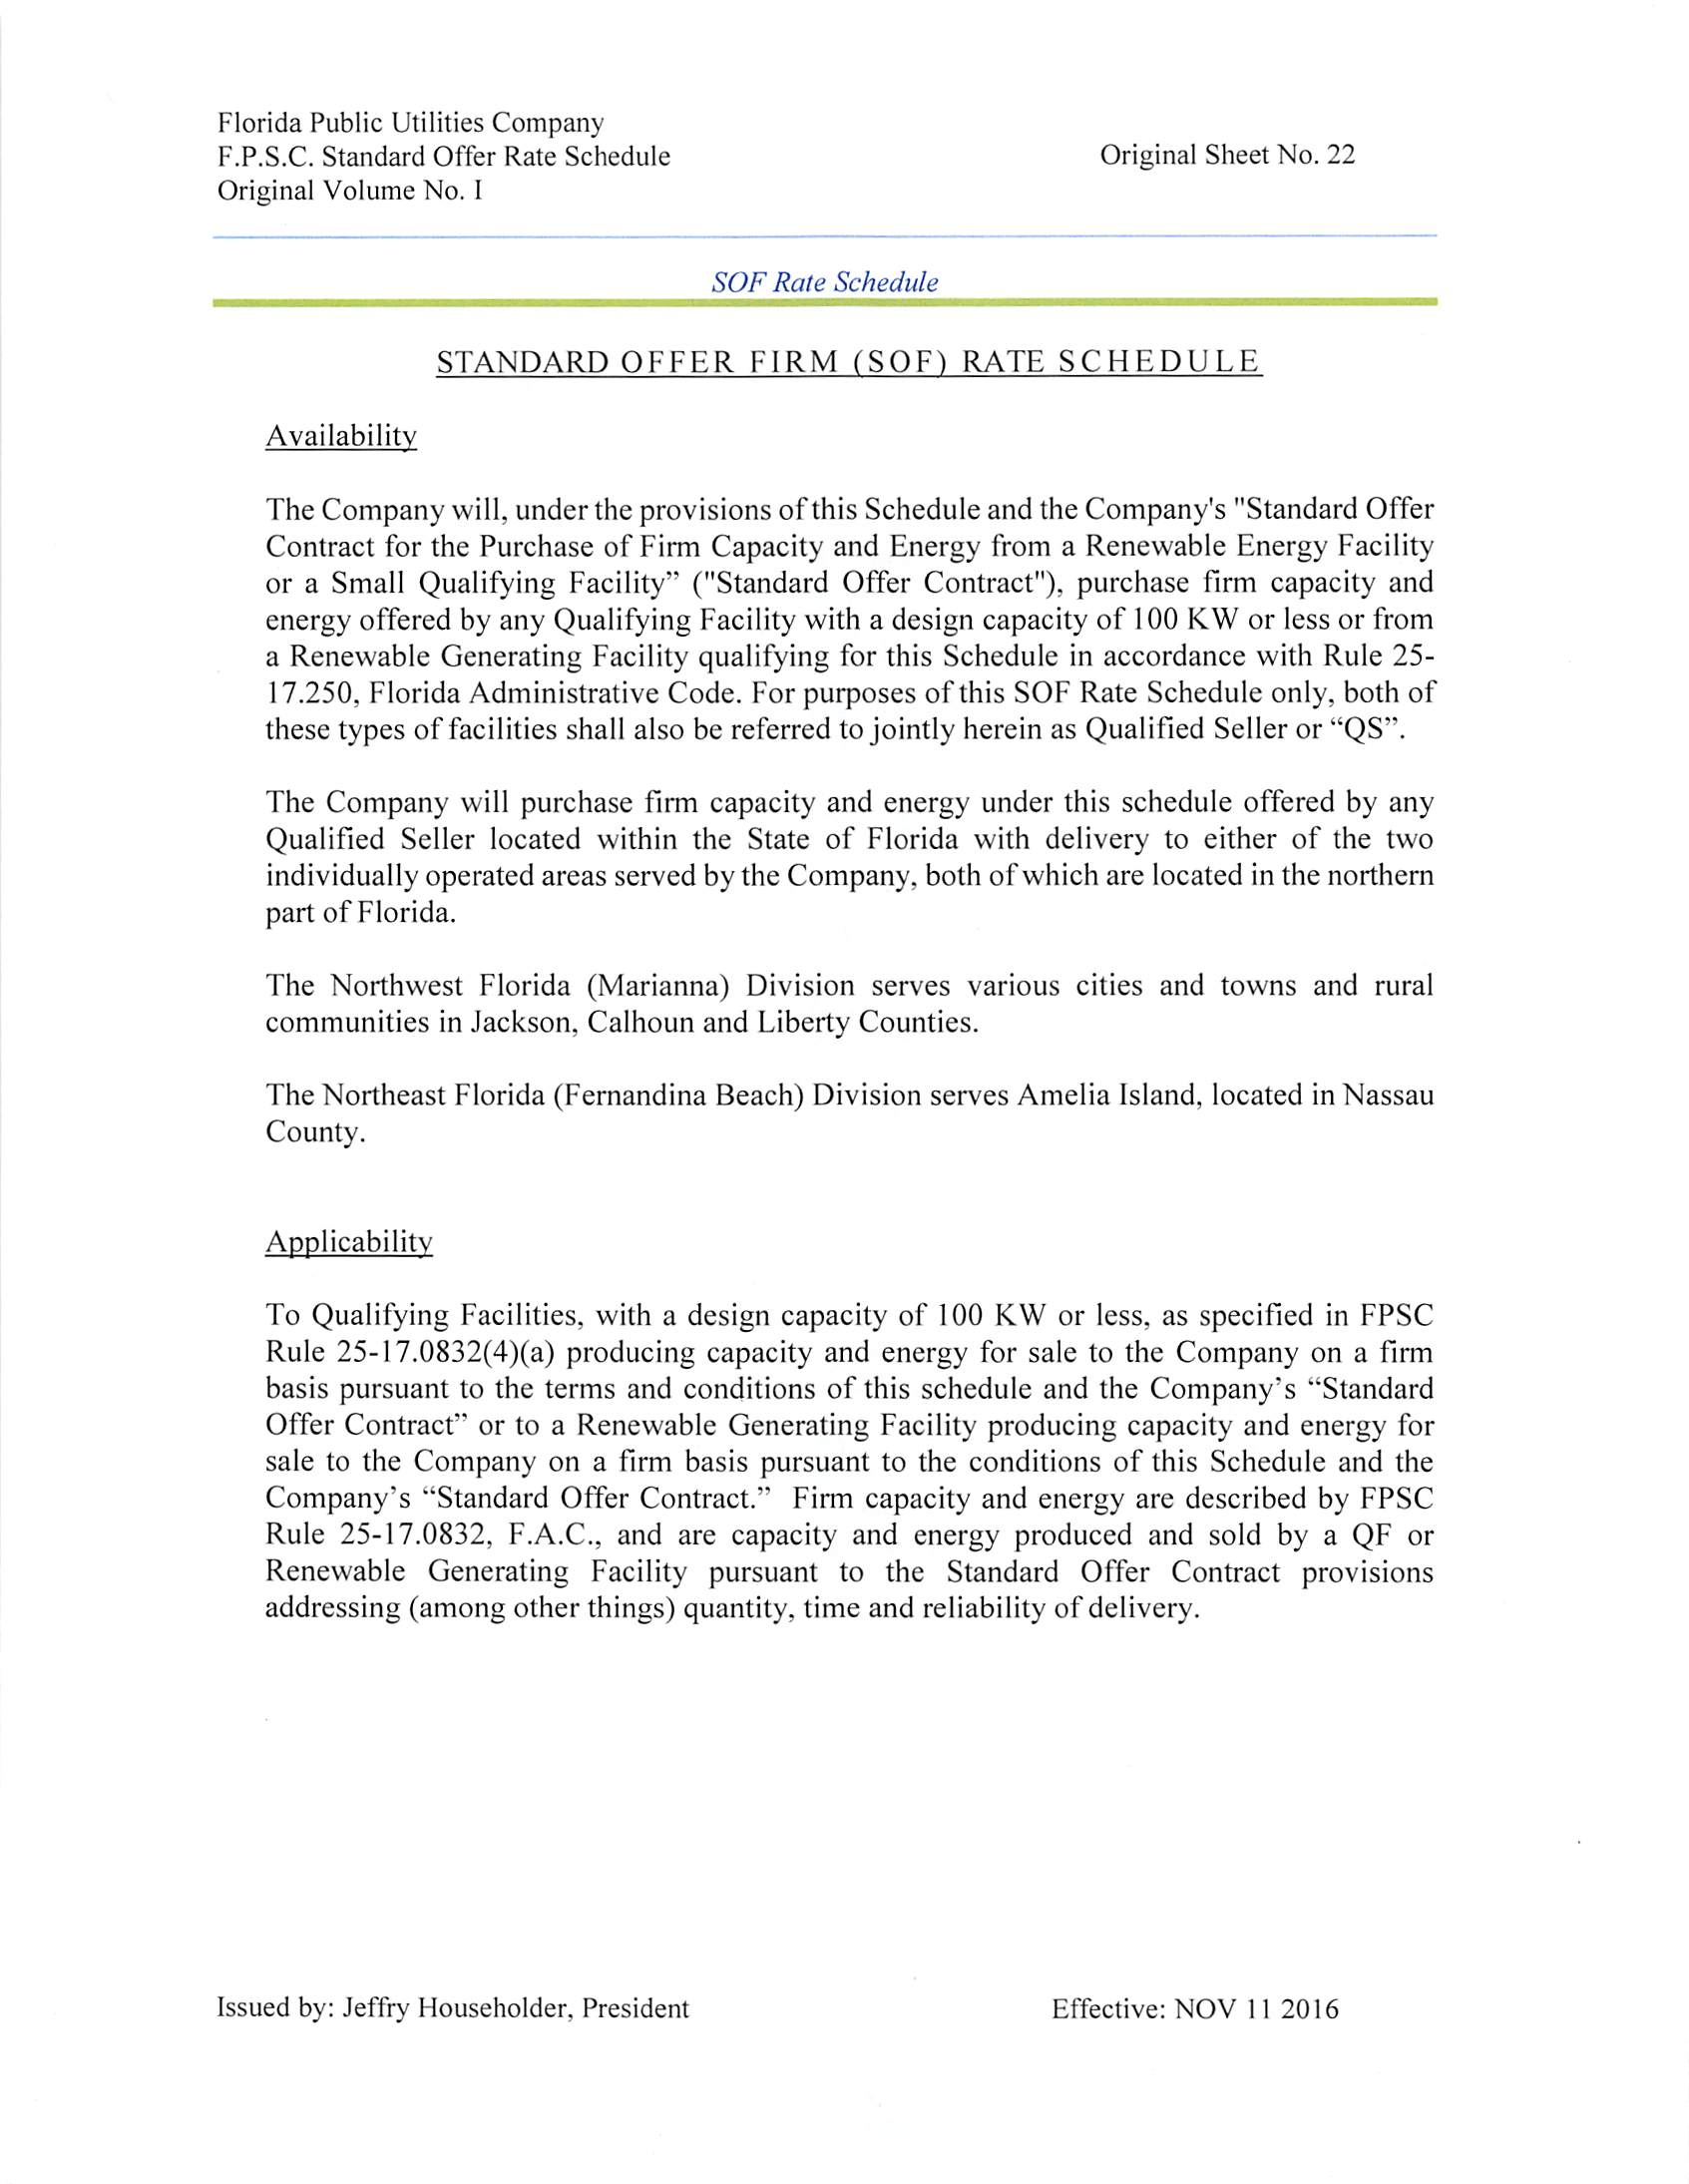 Florida Public Utilities Company
F.P.S.C. Standard Offer Rate Schedule
Original Sheet No. 22
Original Volume No. I
SOF Rate Schedule
STANDARD OFFER FIRM (SOF) RATE SCHEDULE
Availability
The Company will, under the provisions of this Schedule and the Company's "Standard Offer
Contract for the Purchase of Firm Capacity and Energy from a Renewable Energy Facility
or a Small Qualifying Facility” ("Standard Offer Contract"), purchase firm capacity and
energy offered by any Qualifying Facility with a design capacity of 100 KW or less or from
a Renewable Generating Facility qualifying for this Schedule in accordance with Rule 25-
17.250, Florida Administrative Code. For purposes of this SOF Rate Schedule only, both of
these types of facilities shall also be referred to jointly herein as Qualified Seller or “QS”.
The Company will purchase firm capacity and energy under this schedule offered by any
Qualified Seller located within the State of Florida with delivery to either of the two
individually operated areas served by the Company, both of which are located in the northern
part of Florida.
The Northwest Florida (Marianna) Division serves various cities and towns and rural
communities in Jackson, Calhoun and Liberty Counties.
The Northeast Florida (Fernandina Beach) Division serves Amelia Island, located in Nassau
County.
Applicability
To Qualifying Facilities, with a design capacity of 100 KW or less, as specified in FPSC
Rule 25-17.0832(4)(a) producing capacity and energy for sale to the Company on a firm
basis pursuant to the terms and conditions of this schedule and the Company’s “Standard
Offer Contract” or to a Renewable Generating Facility producing capacity and energy for
sale to the Company on a firm basis pursuant to the conditions of this Schedule and the
Company’s “Standard Offer Contract.” Firm capacity and energy are described by FPSC
Rule 25-17.0832, F.A.C., and are capacity and energy produced and sold by a QF or
Renewable Generating Facility pursuant to the Standard Offer Contract provisions
addressing (among other things) quantity, time and reliability of delivery.
Issued by: Jeffry Householder, President
Effective: NOV 11 2016